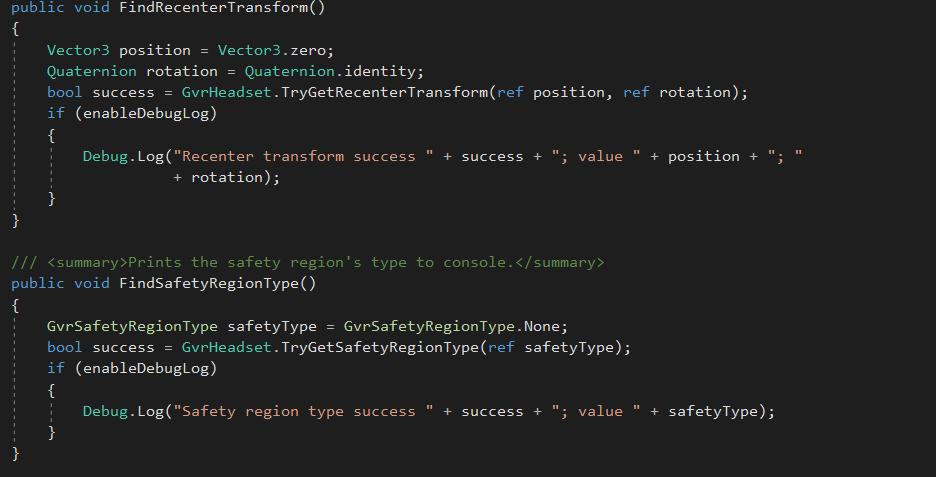 public void FindRecenterTransform()
{
    Vector3 position = Vector3.zero;
    Quaternion rotation = Quaternion.identity;
    bool success = GvrHeadset.TryGetRecenterTransform(ref position, ref rotation);
    if (enableDebugLog)
    {
        Debug.Log("Recenter transform success " + success + "; value " + position + "; "
                  + rotation);
    }
}

/// <summary>Prints the safety region's type to console.</summary>
public void FindSafetyRegionType()
{
    GvrSafetyRegionType safetyType = GvrSafetyRegionType.None;
    bool success = GvrHeadset.TryGetSafetyRegionType(ref safetyType);
    if (enableDebugLog)
    {
        Debug.Log("Safety region type success " + success + "; value " + safetyType);
    }
}